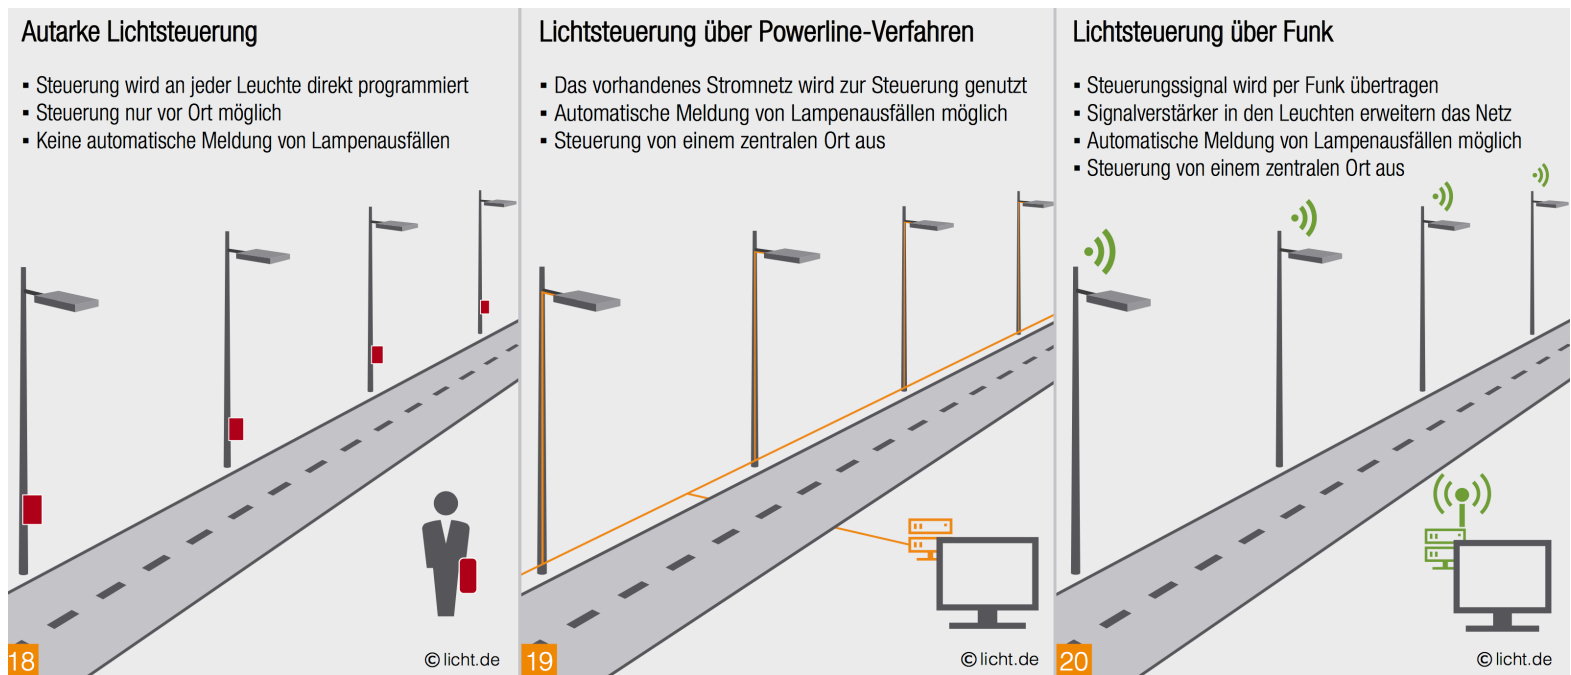 Autarke Lichtsteuerung
▪ Steuerung wird an jeder Leuchte direkt programmiert
▪ Steuerung nur vor Ort möglich
▪ Keine automatische Meldung von Lampenausfällen
18
© licht.de
Lichtsteuerung über Powerline-Verfahren
▪ Das vorhandenes Stromnetz wird zur Steuerung genutzt
▪ Automatische Meldung von Lampenausfällen möglich
▪ Steuerung von einem zentralen Ort aus
19
© licht.de
Lichtsteuerung über Funk
▪ Steuerungssignal wird per Funk übertragen
▪ Signalverstärker in den Leuchten erweitern das Netz
▪ Automatische Meldung von Lampenausfällen möglich
▪ Steuerung von einem zentralen Ort aus
20
© licht.de